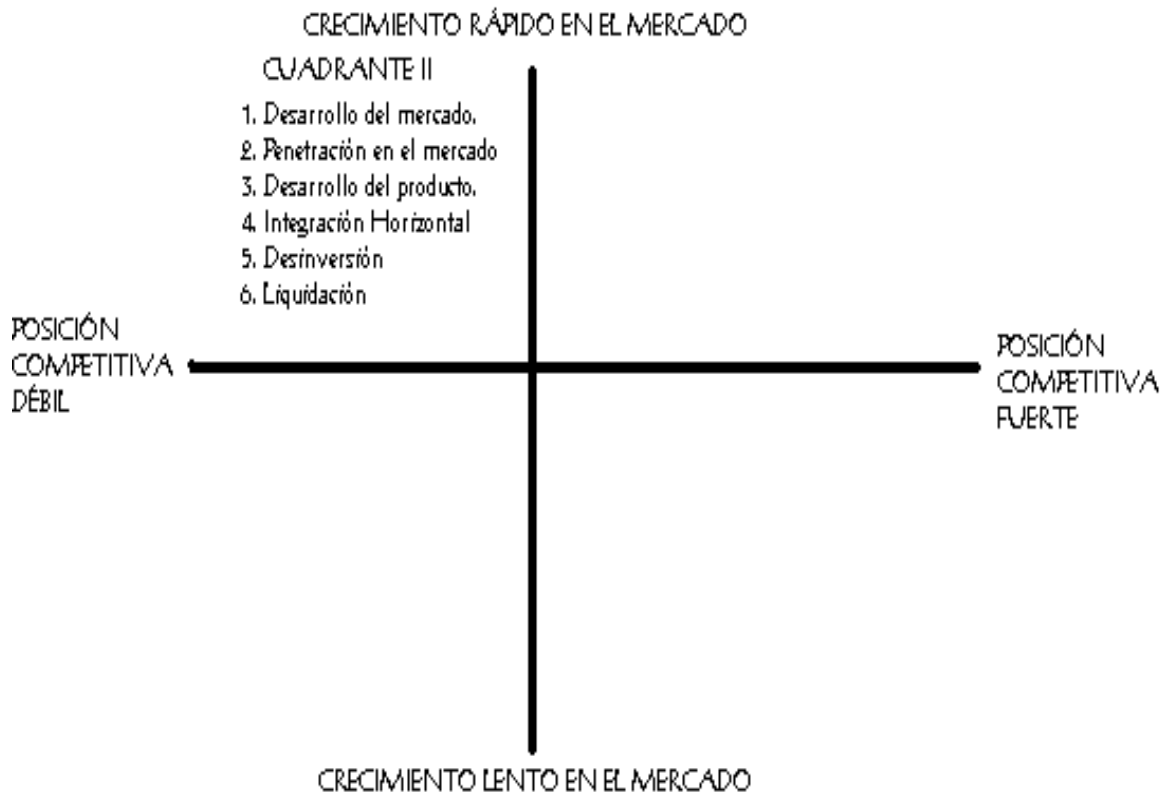 CRECIMIENTO RÁPIDO EN EL MERCADO
CUADRANTE II
1. Desarrollo del mercado.
2. Penetración en el mercado
3. Desarrollo del producto.
4. Integración Horizontal
5. Desinversión
6. Liquidación
POSICIÓN
COMPETITIVA
DÉBIL
POSICIÓN
COMPETITIVA
FUERTE
CRECIMIENTO LENTO EN EL MERCADO